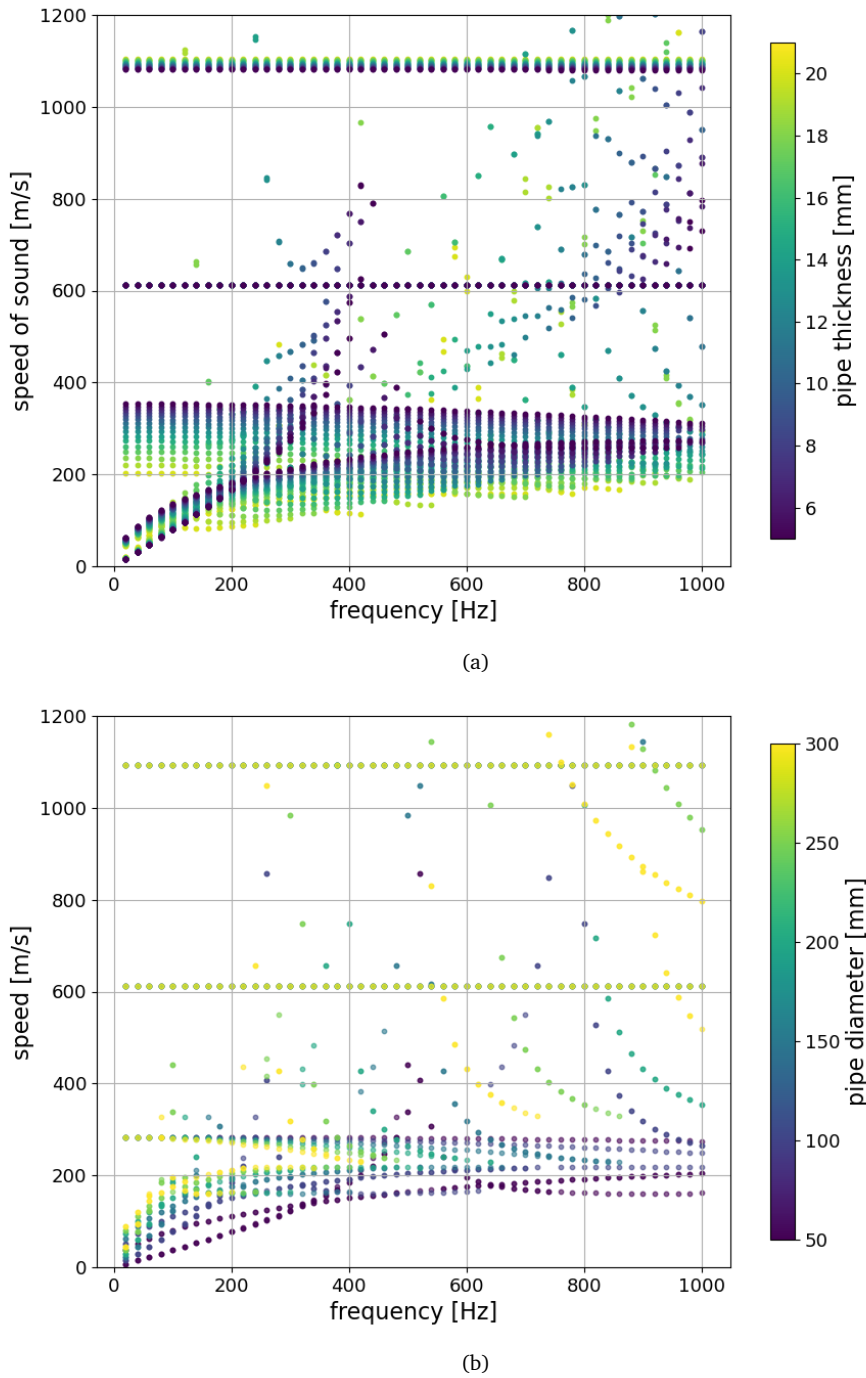 1200
1000
800
600
400
200
0
speed of sound [m/s]
0 200 400 600 800 1000
frequency [Hz]
20
18
16
14
12
10
8
6
pipe thickness [mm]
(a)
1200
1000
800
600
400
200
0
speed [m/s]
0 200 400 600 800 1000
frequency [Hz]
300
250
200
150
100
50
pipe diameter [mm]
(b)